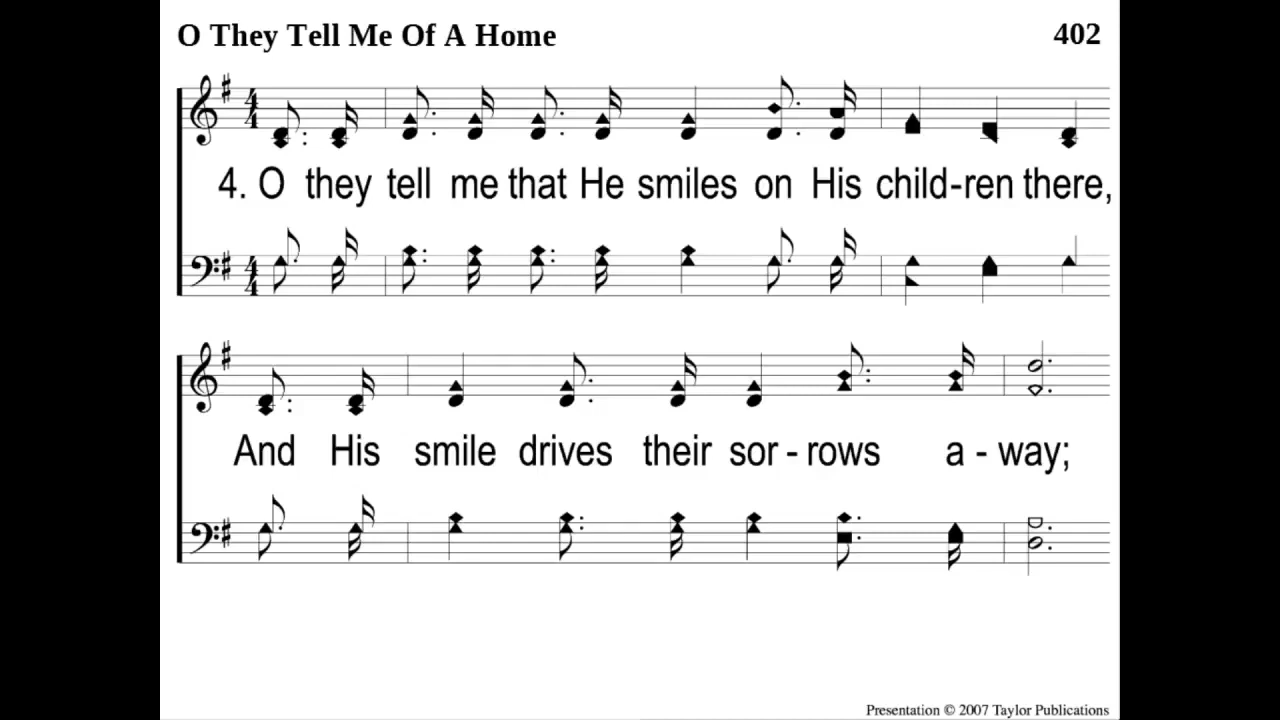 O They Tell Me Of A Home 402
4. O they tell me that He smiles on His child-ren there,
And His smile drives their sor - rows a - way;
Presentation © 2007 Taylor Publications